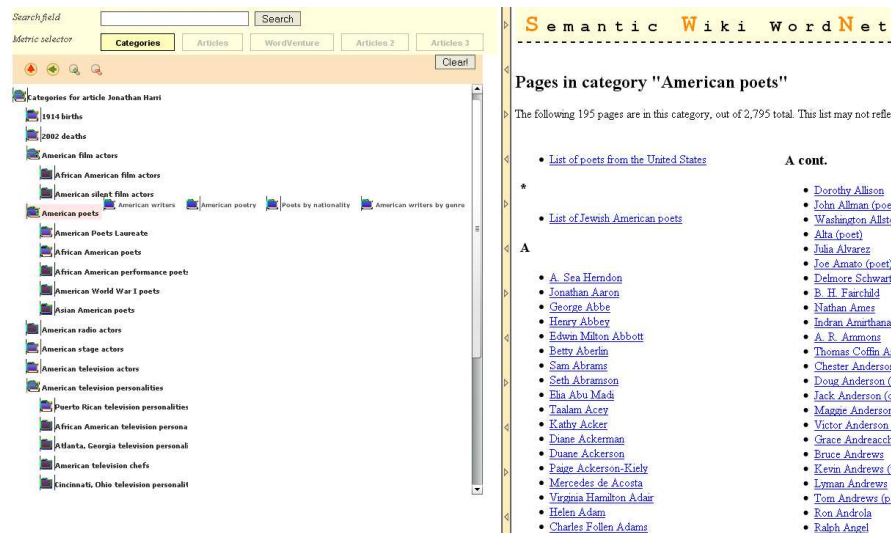 Search field
Search
Metric selector
Categories
Articles
WordVenture
Articles 2
Articles 3
Clear!
Categories for article Jonathan Harri
1914 births
2002 deaths
American film actors
African American film actors
American silent film actors
American poets
American writers
American poetry
Poets by nationality
American writers by genre
American Poets Laureate
African American poets
African American performance poets
American World War I poets
Asian American poets
American radio actors
American stage actors
American television actors
American television personalities
Puerto Rican television personalities
African American television persona
Atlanta, Georgia television personali
American television chefs
Cincinnati, Ohio television personalit
Semantic Wiki WordNet
Pages in category "American poets"
The following 195 pages are in this category, out of 2,795 total. This list may not refle
List of poets from the United States
*
List of Jewish American poets
A
A. Sea Herndon
Jonathan Aaron
George Abbe
Henry Abbey
Edwin Milton Abbott
Betty Aberlin
Sam Abrams
Seth Abramson
Elia Abu Madi
Taalam Acey
Kathy Acker
Diane Ackerman
Duane Ackerson
Paige Ackerson-Kiely
Mercedes de Acosta
Virginia Hamilton Adair
Helen Adam
Charles Follen Adams
A cont.
Dorothy Allison
John Allman (poe
Washington Allsto
Alta (poet)
Julia Alvarez
Joe Amato (poet)
Delmore Schwart
B. H. Fairchild
Nathan Ames
Indran Amirthana
A. R. Ammons
Thomas Coffin A
Chester Anderson
Doug Anderson (
Jack Anderson (
Maggie Anderson
Victor Anderson
Grace Andreacch
Bruce Andrews
Kevin Andrews (
Lyman Andrews
Tom Andrews (p
Ron Androla
Ralph Angel